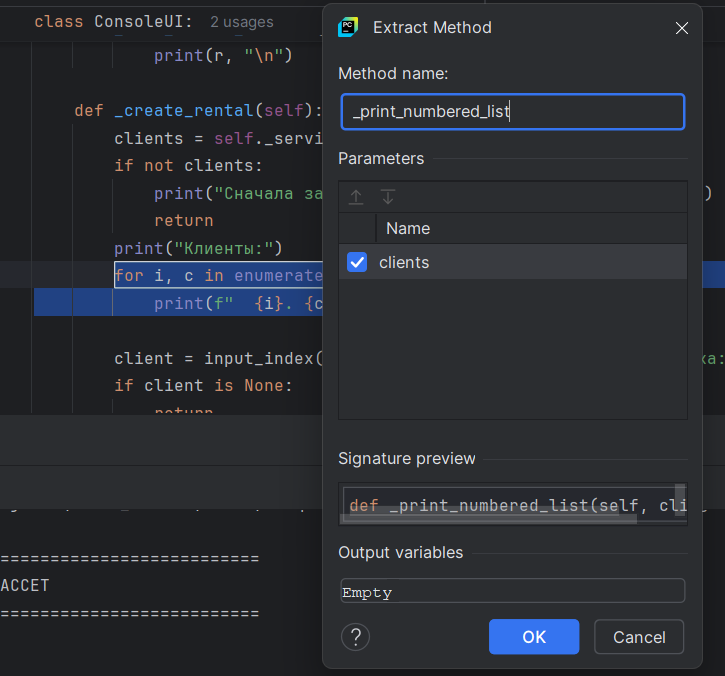 class ConsoleUI: 2 usages
print(r, "\n")
def _create_rental(self):
clients = self._servi
if not clients:
print("Сначала за
)
return
print("Клиенты:")
for i, c in enumerate
print(f" {i}. {c
client = input_index(
ка:
if client is None:
return
==========================
ACCET
==========================
PC
Extract Method
Method name:
_print_numbered_list
Parameters
Name
clients
Signature preview
def _print_numbered_list(self, cli
Output variables
Empty
?
OK
Cancel